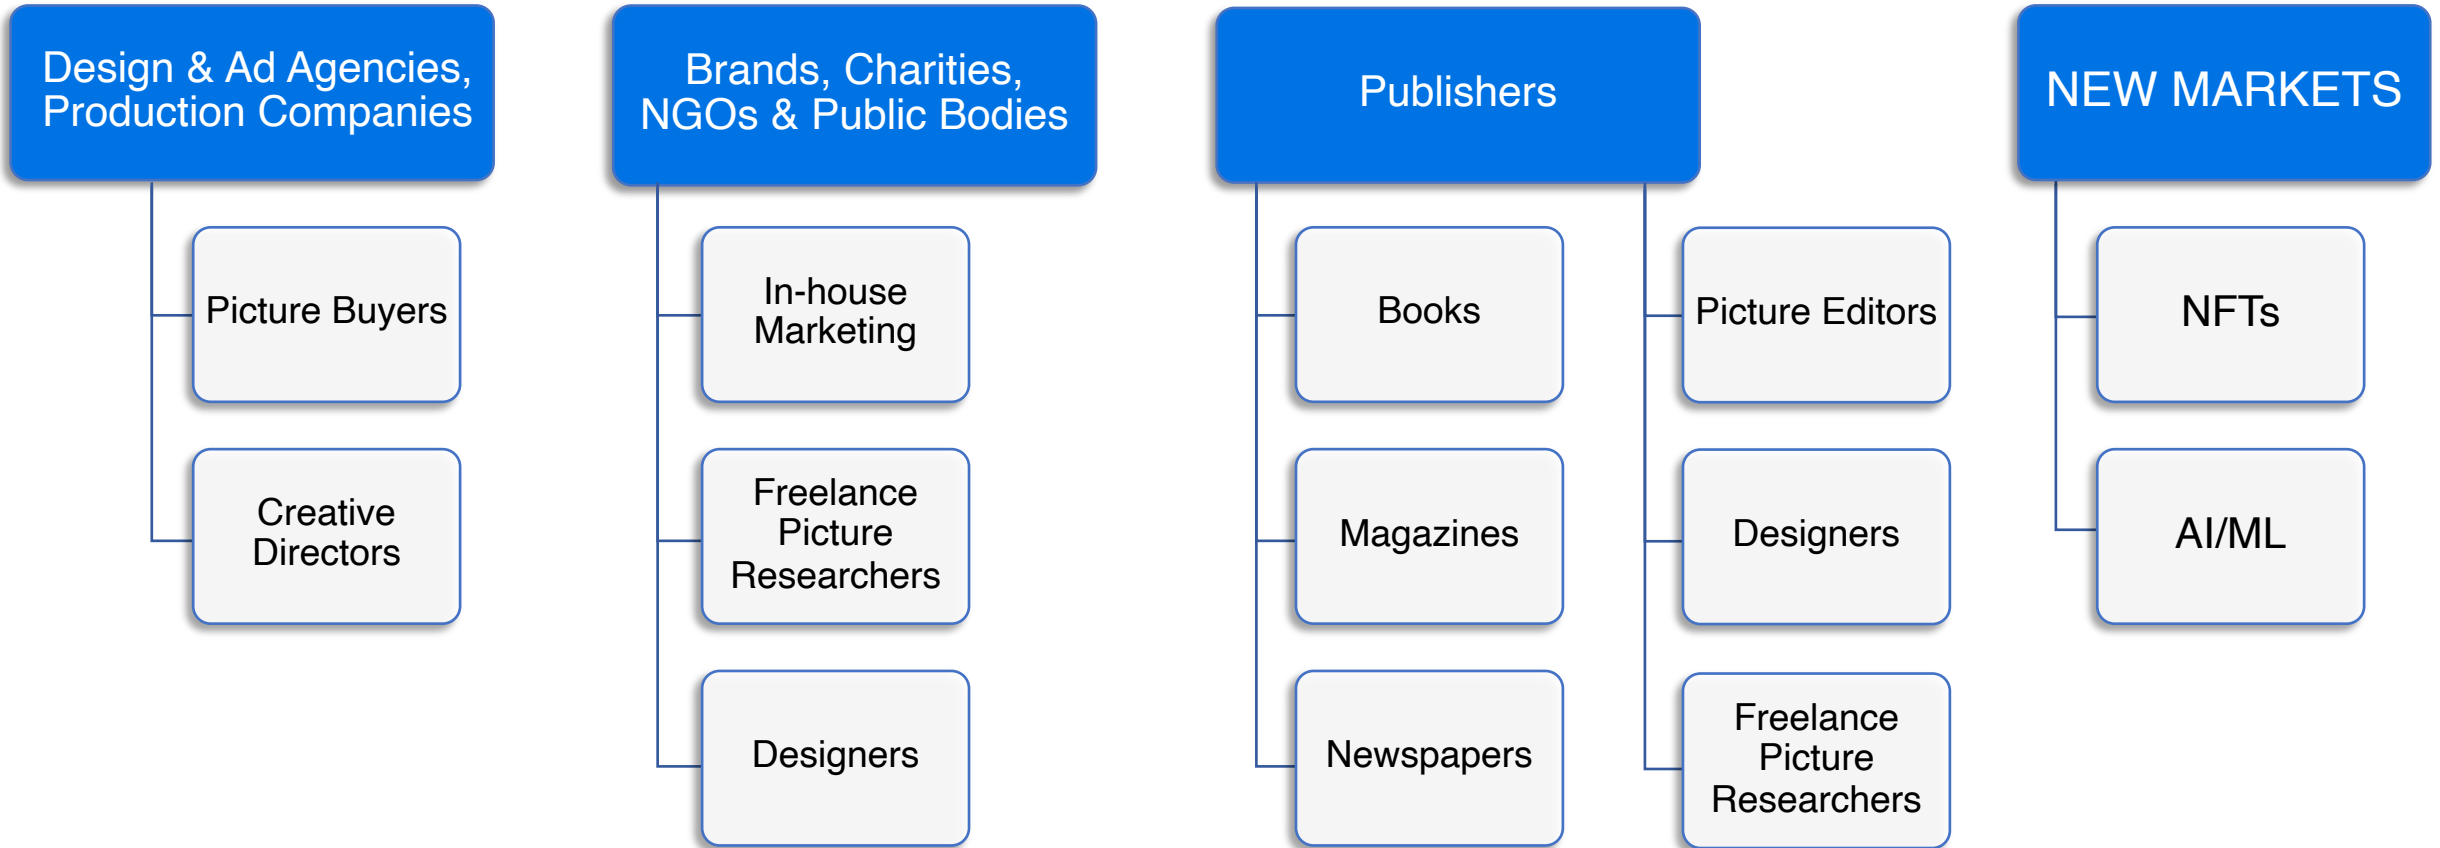 Design & Ad Agencies,
Production Companies
Picture Buyers
Creative
Directors
Brands, Charities,
NGOs & Public Bodies
In-house
Marketing
Freelance
Picture
Researchers
Designers
Publishers
Books
Magazines
Newspapers
Picture Editors
Designers
Freelance
Picture
Researchers
NEW MARKETS
NFTs
AI/ML